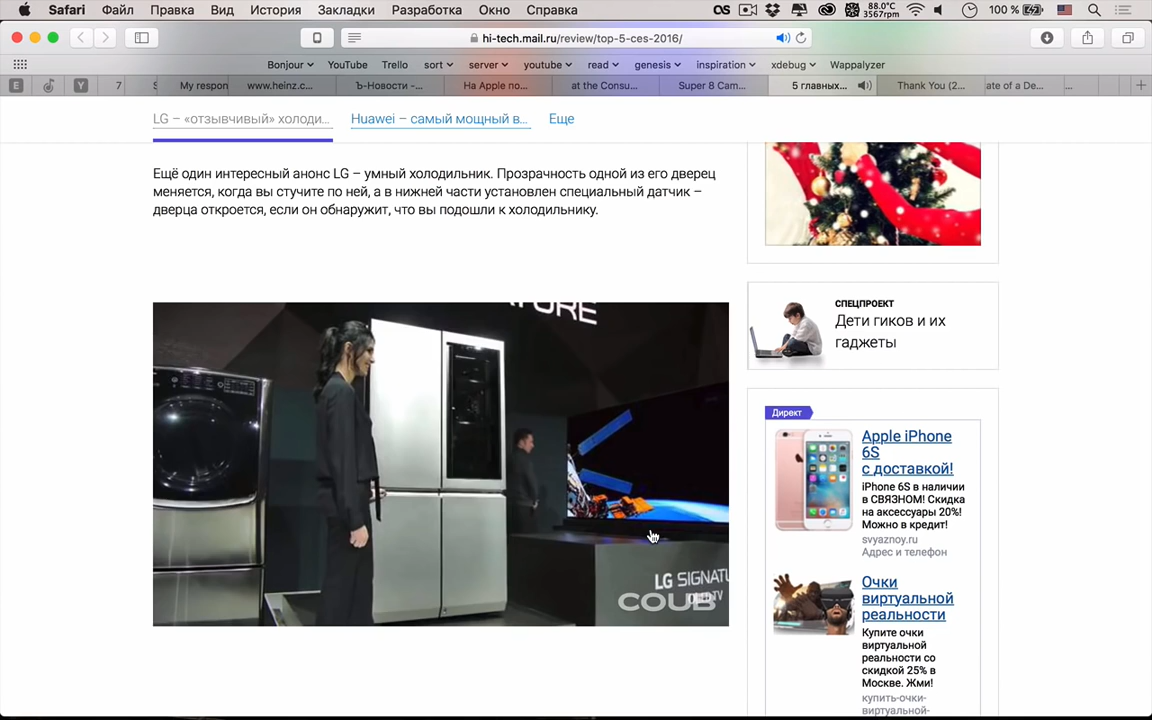 Safari Файл Правка Вид История Закладки Разработка Окно Справка
88.0°C
3567rpm
100 %
hi-tech.mail.ru/review/top-5-ces-2016/
Bonjour YouTube Trello sort server youtube read genesis inspiration xdebug Wappalyzer
E Y 7 My respon www.heinz.c... Ъ-Новости -... На Apple по... at the Consu... Super 8 Cam... 5 главных... Thank You (2... ate of a De... ...
LG – «отзывчивый» холоди... Huawei – самый мощный в... Еще
Ещё один интересный анонс LG – умный холодильник. Прозрачность одной из его дверец
меняется, когда вы стучите по ней, а в нижней части установлен специальный датчик –
дверца откроется, если он обнаружит, что вы подошли к холодильнику.
LG SIGNATU
COUB
СПЕЦПРОЕКТ
Дети гиков и их
гаджеты
Директ
Apple iPhone
6S
с доставкой!
iPhone 6S в наличии
в СВЯЗНОМ! Скидка
на аксессуары 20%!
Можно в кредит!
svyaznoy.ru
Адрес и телефон
Очки
виртуальной
реальности
Купите очки
виртуальной
реальности со
скидкой 25% в
Москве. Жми!
купить-очки-
виртуальной-